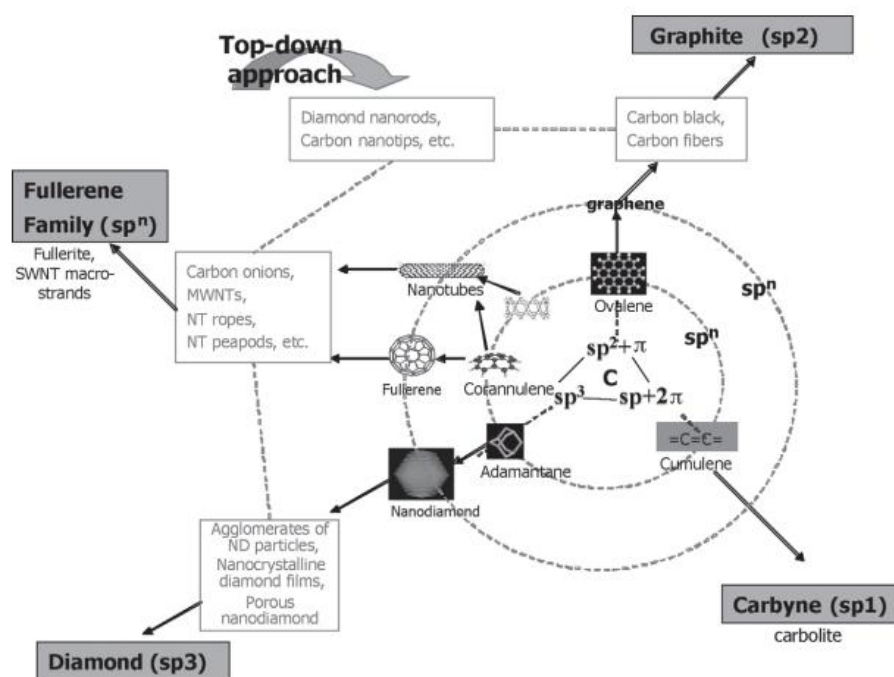 Top-down
approach
Graphite (sp2)
Diamond nanorods,
Carbon nanotips, etc.
Carbon black,
Carbon fibers
Fullerene
Family (spⁿ)
Fullerite,
SWNT macro-
strands
graphene
Carbon onions,
MWNTs,
NT ropes,
NT peapods, etc.
Nanotubes
Ovalene
spⁿ
spⁿ
sp²+π
C
sp³
sp+2π
Fullerene
Corannulene
=C=C=
Cumulene
Adamantane
Nanodiamond
Agglomerates of
ND particles,
Nanocrystalline
diamond films,
Porous
nanodiamond
Carbyne (sp1)
carbolite
Diamond (sp3)